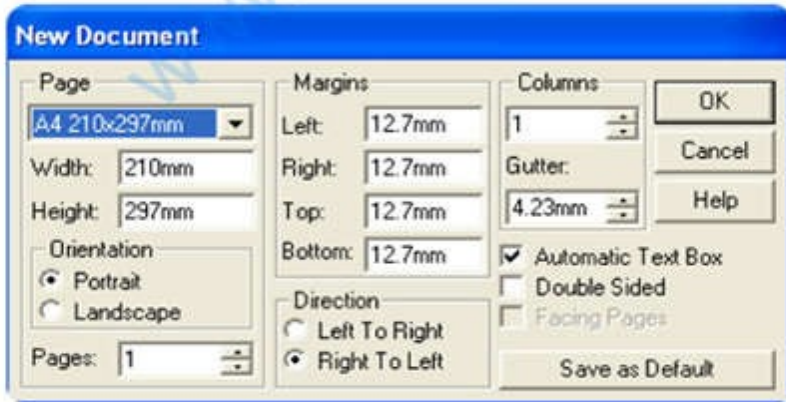 New Document
Page
A4 210x297mm
Width: 210mm
Height: 297mm
Orientation
Portrait
Landscape
Pages: 1
Margins
Left: 12.7mm
Right: 12.7mm
Top: 12.7mm
Bottom: 12.7mm
Direction
Left To Right
Right To Left
Columns
1
Gutter:
4.23mm
Automatic Text Box
Double Sided
Facing Pages
OK
Cancel
Help
Save as Default